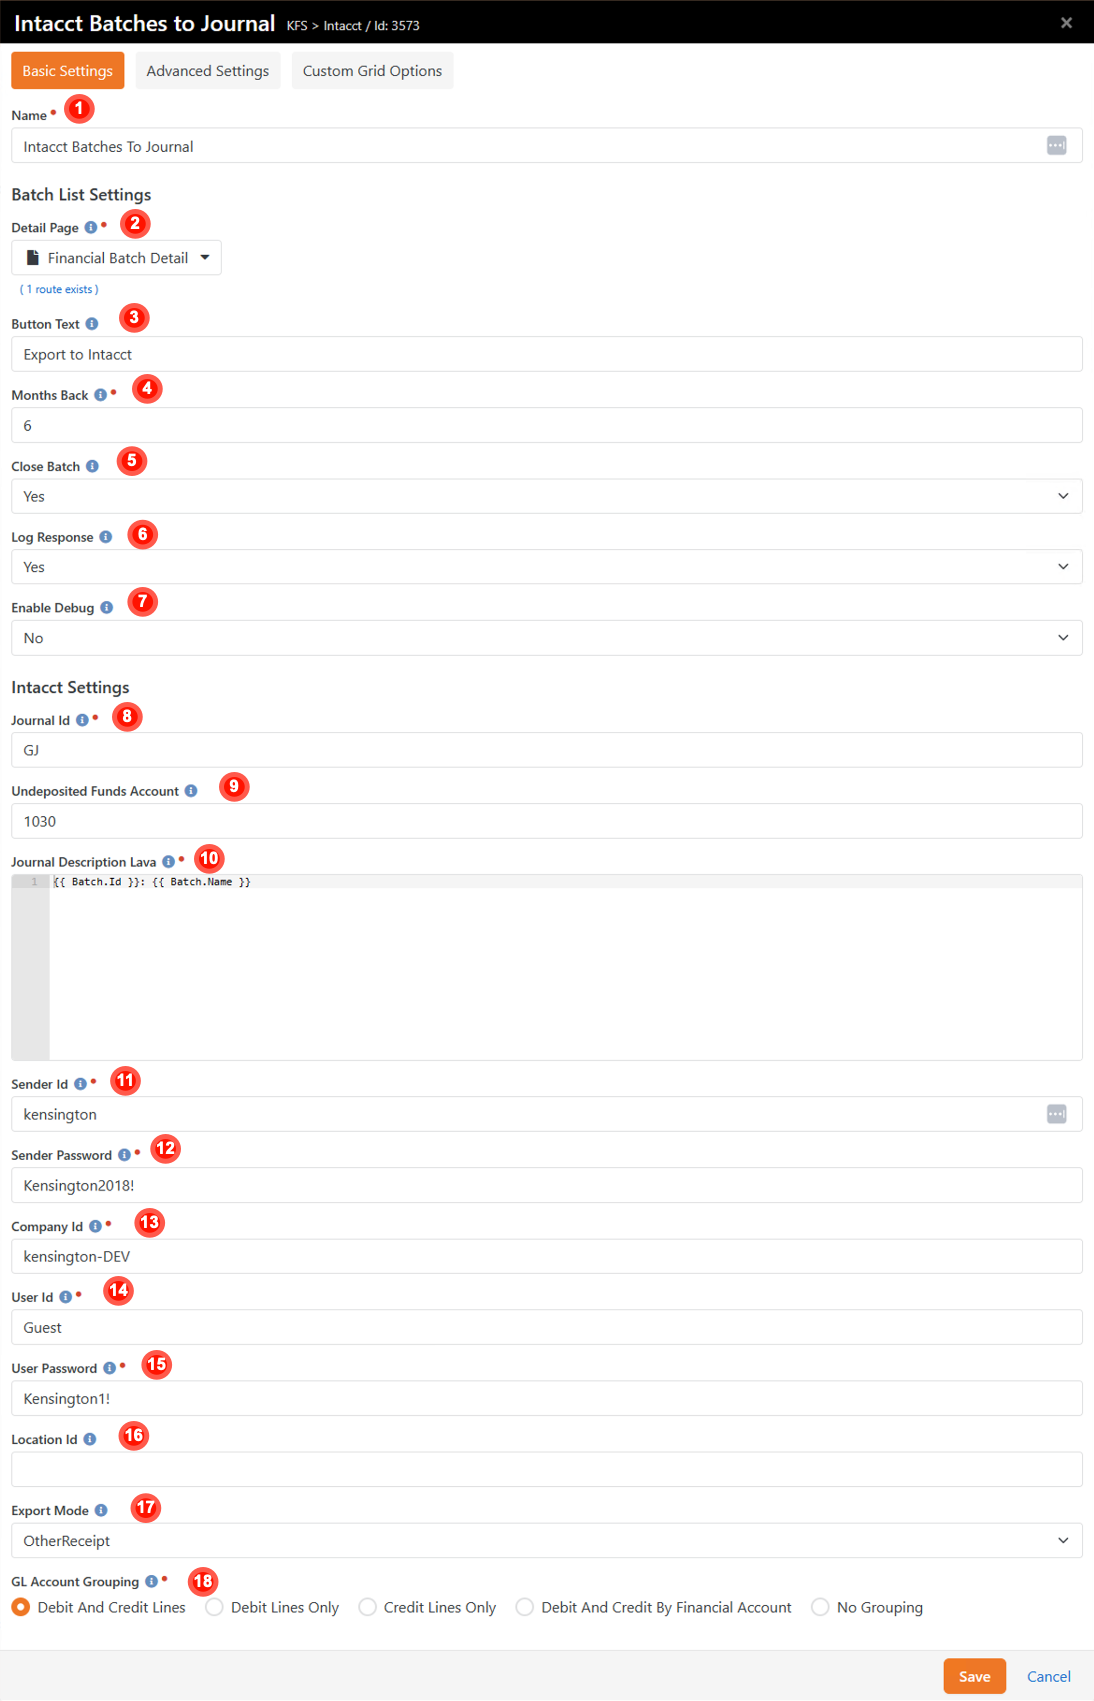 Intacct Batches to Journal KFS > Intacct / Id: 3573 ×
Basic Settings Advanced Settings Custom Grid Options
Name • 1
Intacct Batches To Journal
Batch List Settings
Detail Page i • 2
Financial Batch Detail
( 1 route exists )
Button Text i 3
Export to Intacct
Months Back i • 4
6
Close Batch i 5
Yes
Log Response i 6
Yes
Enable Debug i 7
No
Intacct Settings
Journal Id i • 8
GJ
Undeposited Funds Account i 9
1030
Journal Description Lava i • 10
1 {{ Batch.Id }}: {{ Batch.Name }}
Sender Id i • 11
kensington
Sender Password i • 12
Kensington2018!
Company Id i • 13
kensington-DEV
User Id i • 14
Guest
User Password i • 15
Kensington1!
Location Id i 16
Export Mode i 17
OtherReceipt
GL Account Grouping i • 18
Debit And Credit Lines Debit Lines Only Credit Lines Only Debit And Credit By Financial Account No Grouping
Save Cancel